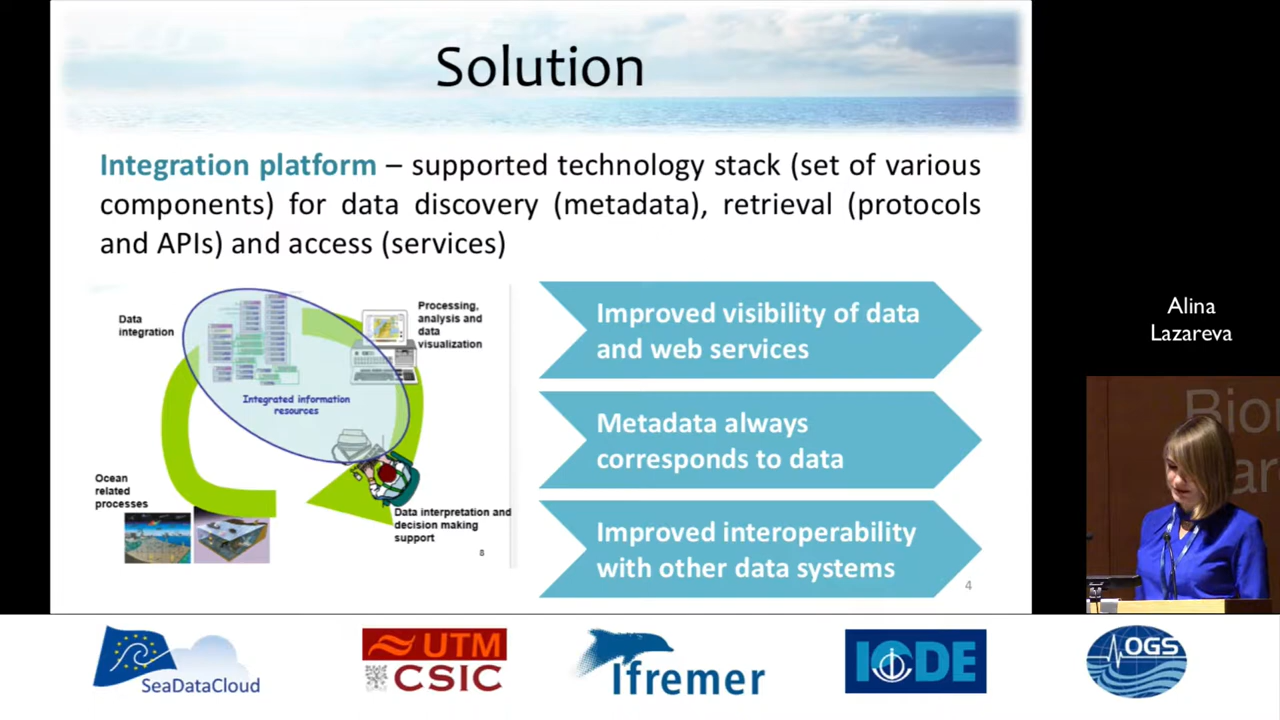 Solution
Integration platform – supported technology stack (set of various
components) for data discovery (metadata), retrieval (protocols
and APIs) and access (services)
Data
integration
Processing,
analysis and
data
visualization
Integrated information
resources
Ocean
related
processes
Data interpretation and
decision making
support
8
Improved visibility of data
and web services
Metadata always
corresponds to data
Improved interoperability
with other data systems
4
Alina
Lazareva
SeaDataCloud
UTM
CSIC
Ifremer
IODE
OGS